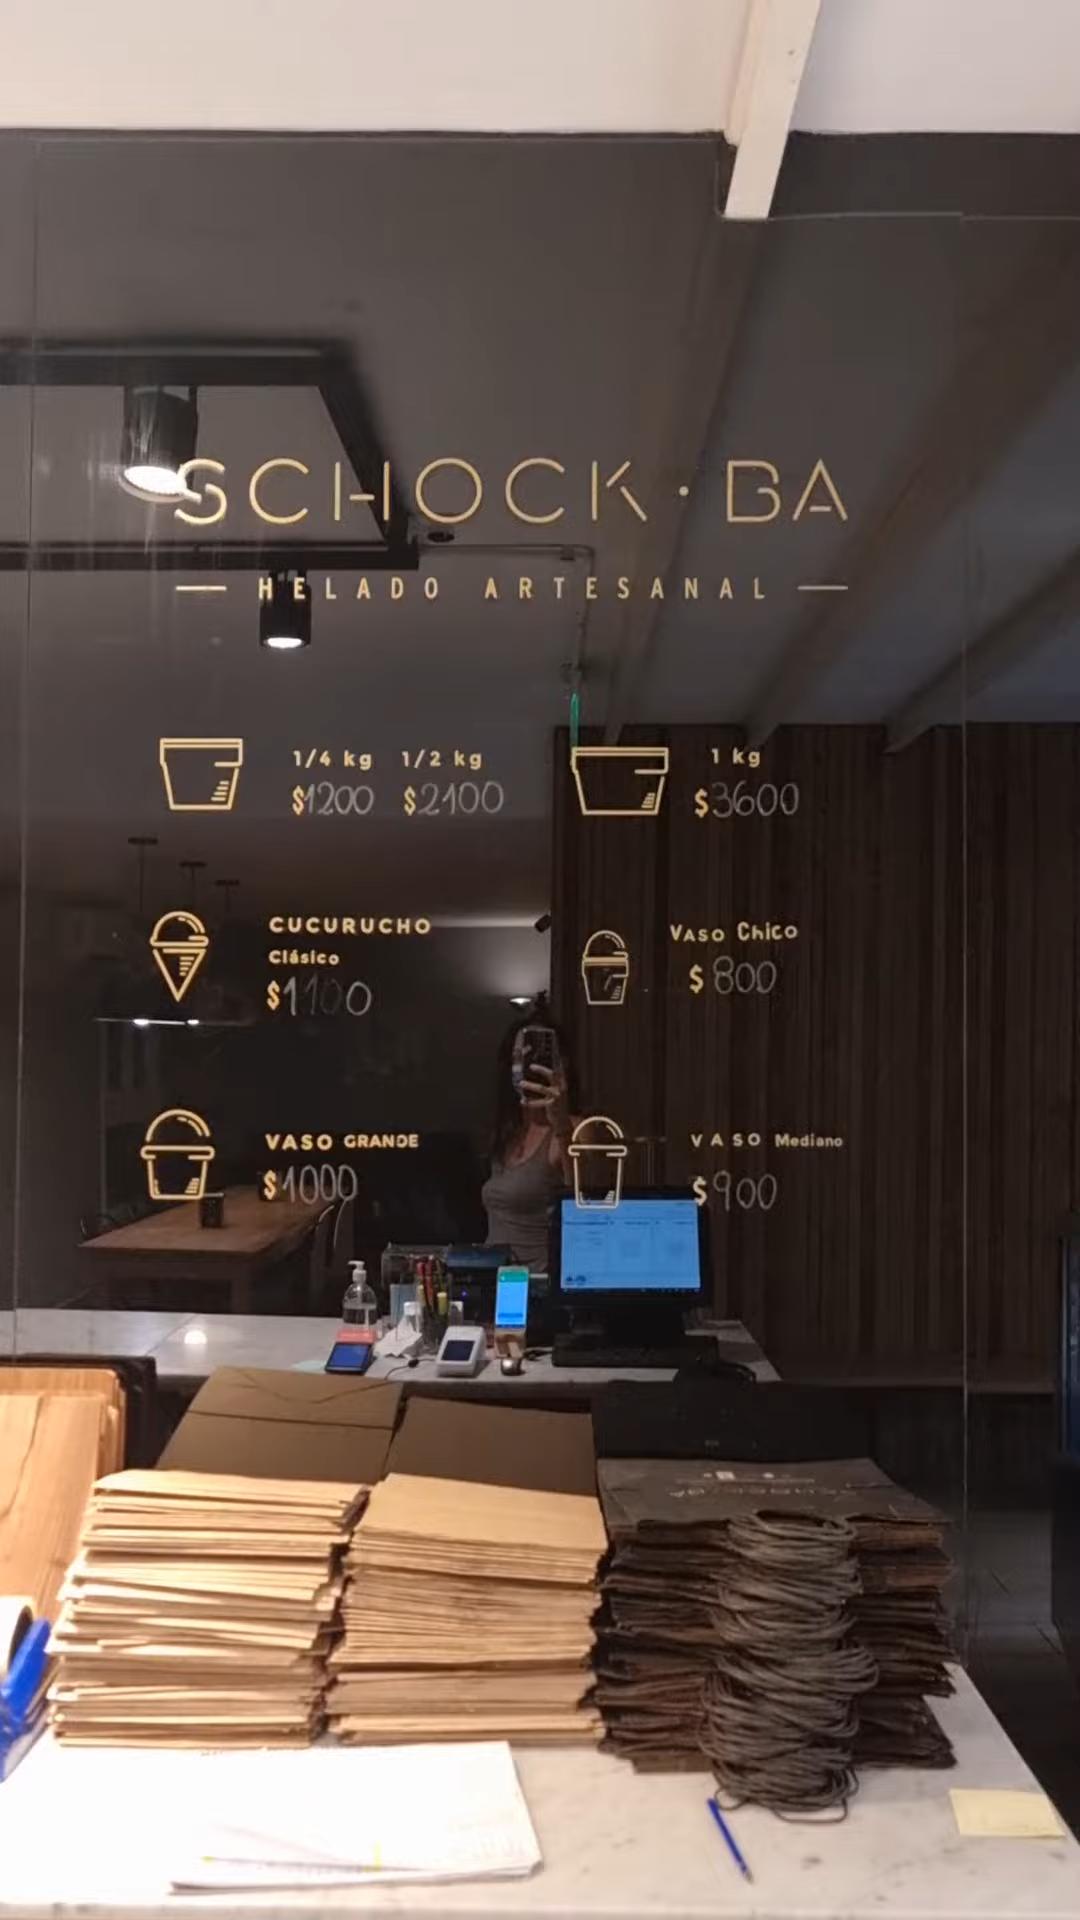 SCHOCK · BA
HELADO ARTESANAL
1/4 kg 1/2 kg
$1200 $2100
1 kg
$3600
CUCURUCHO
Clásico
$1100
Vaso Chico
$800
VASO GRANDE
$1000
VASO Mediano
$900